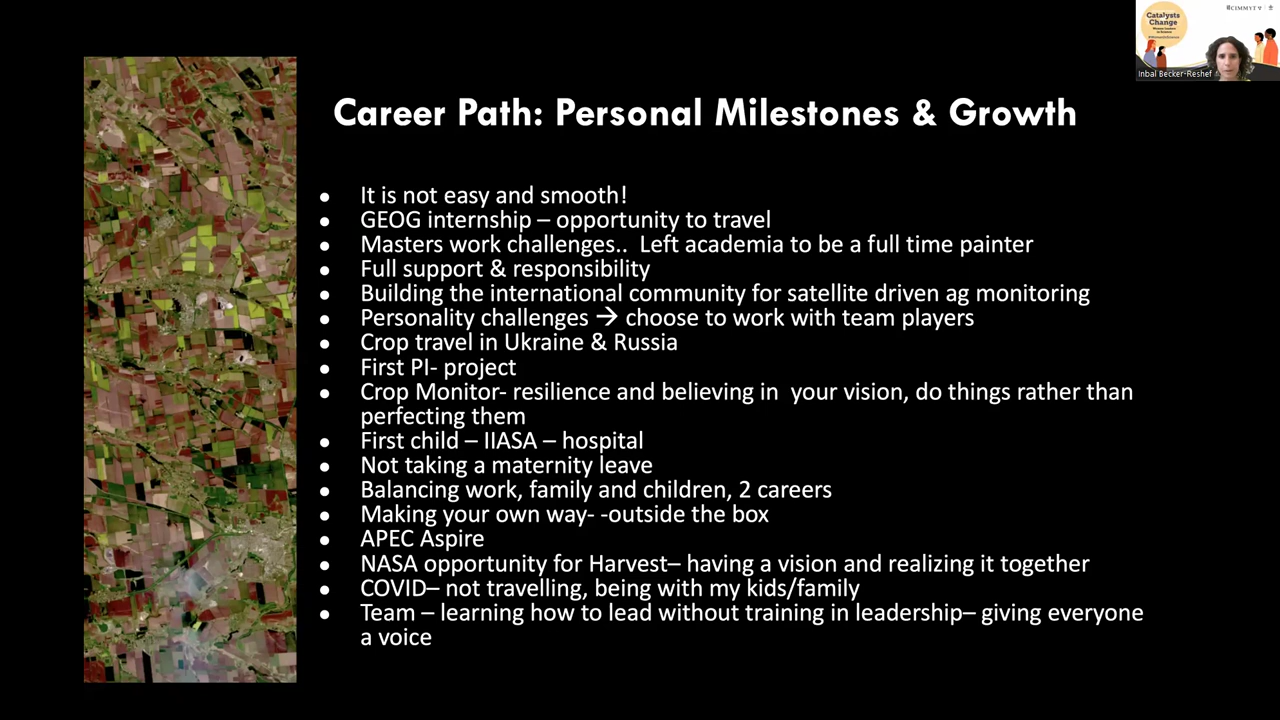 Catalysts
Change
CIMMYT
Inbal Becker-Reshef
Career Path: Personal Milestones & Growth
• It is not easy and smooth!
• GEOG internship – opportunity to travel
• Masters work challenges.. Left academia to be a full time painter
• Full support & responsibility
• Building the international community for satellite driven ag monitoring
• Personality challenges → choose to work with team players
• Crop travel in Ukraine & Russia
• First PI- project
• Crop Monitor- resilience and believing in your vision, do things rather than
perfecting them
• First child – IIASA – hospital
• Not taking a maternity leave
• Balancing work, family and children, 2 careers
• Making your own way- -outside the box
• APEC Aspire
• NASA opportunity for Harvest– having a vision and realizing it together
• COVID– not travelling, being with my kids/family
• Team – learning how to lead without training in leadership– giving everyone
a voice